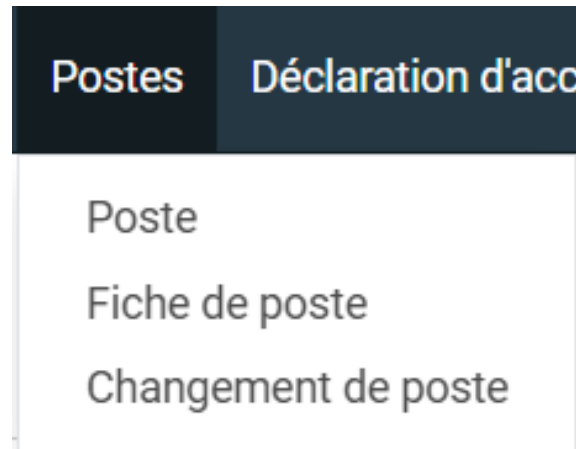 Postes Déclaration d'acc
Poste
Fiche de poste
Changement de poste